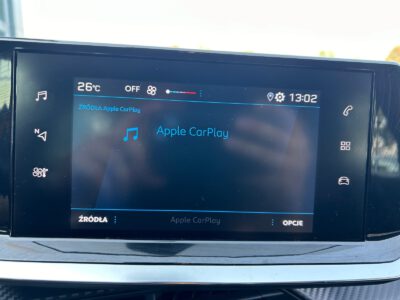 26°C OFF 13:02
ŹRÓDŁA Apple CarPlay
Apple CarPlay
N
ŹRÓDŁA Apple CarPlay OPCJE